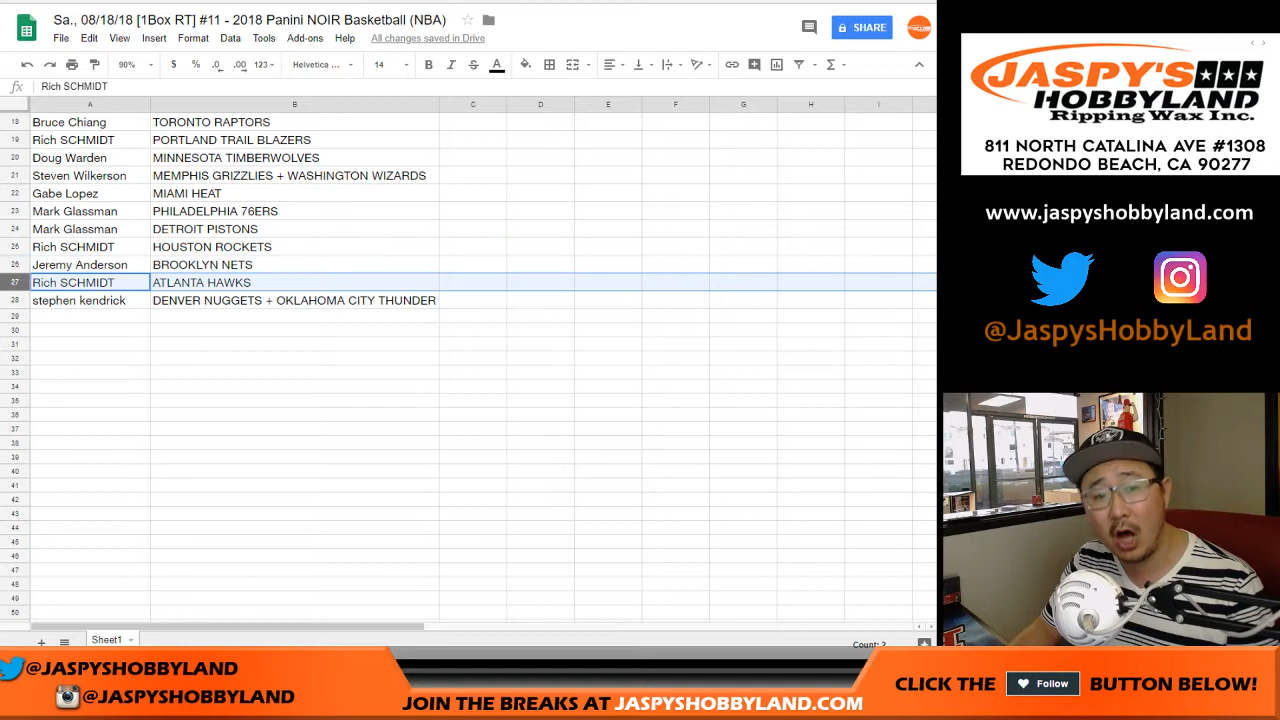 Sa., 08/18/18 [1Box RT] #11 - 2018 Panini NOIR Basketball (NBA)
File Edit View Insert Format Data Tools Add-ons Help All changes saved in Drive
SHARE
90% $ % .0 .00 123 Helvetica ... 14 B I S A
fx Rich SCHMIDT
A B C D E F G H I
18 Bruce Chiang TORONTO RAPTORS
19 Rich SCHMIDT PORTLAND TRAIL BLAZERS
20 Doug Warden MINNESOTA TIMBERWOLVES
21 Steven Wilkerson MEMPHIS GRIZZLIES + WASHINGTON WIZARDS
22 Gabe Lopez MIAMI HEAT
23 Mark Glassman PHILADELPHIA 76ERS
24 Mark Glassman DETROIT PISTONS
25 Rich SCHMIDT HOUSTON ROCKETS
26 Jeremy Anderson BROOKLYN NETS
27 Rich SCHMIDT ATLANTA HAWKS
28 stephen kendrick DENVER NUGGETS + OKLAHOMA CITY THUNDER
29
30
31
32
33
34
35
36
37
38
39
40
41
42
43
44
45
46
47
48
49
50
Sheet1
JASPY'S
HOBBYLAND
Ripping Wax Inc.
811 NORTH CATALINA AVE #1308
REDONDO BEACH, CA 90277
www.jaspyshobbyland.com
@JaspysHobbyLand
@JASPYSHOBBYLAND
@JASPYSHOBBYLAND
JOIN THE BREAKS AT JASPYSHOBBYLAND.COM
CLICK THE Follow BUTTON BELOW!